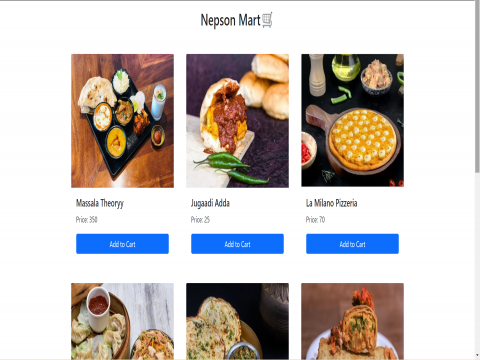 Nepson Mart🛒
Massala Theoryy
Jugaadi Adda
La Milano Pizzeria
Price: 350
Price: 25
Price: 70
Add to Cart
Add to Cart
Add to Cart